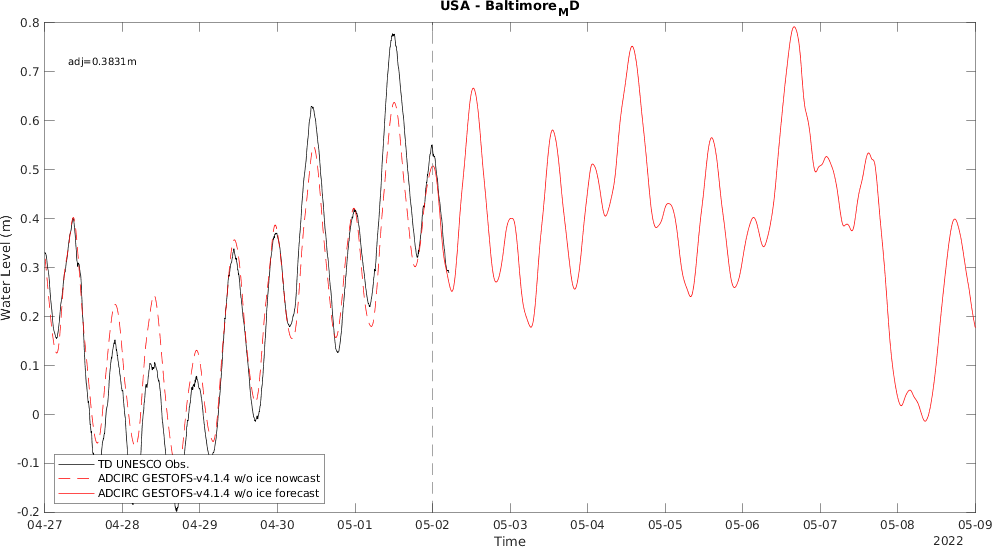 USA - Baltimore_MD
adj=0.3831m
0.8
0.7
0.6
0.5
0.4
0.3
0.2
0.1
0
-0.1
-0.2
Water Level (m)
TD UNESCO Obs.
ADCIRC GESTOFS-v4.1.4 w/o ice nowcast
ADCIRC GESTOFS-v4.1.4 w/o ice forecast
04-27 04-28 04-29 04-30 05-01 05-02 05-03 05-04 05-05 05-06 05-07 05-08 05-09
Time
2022